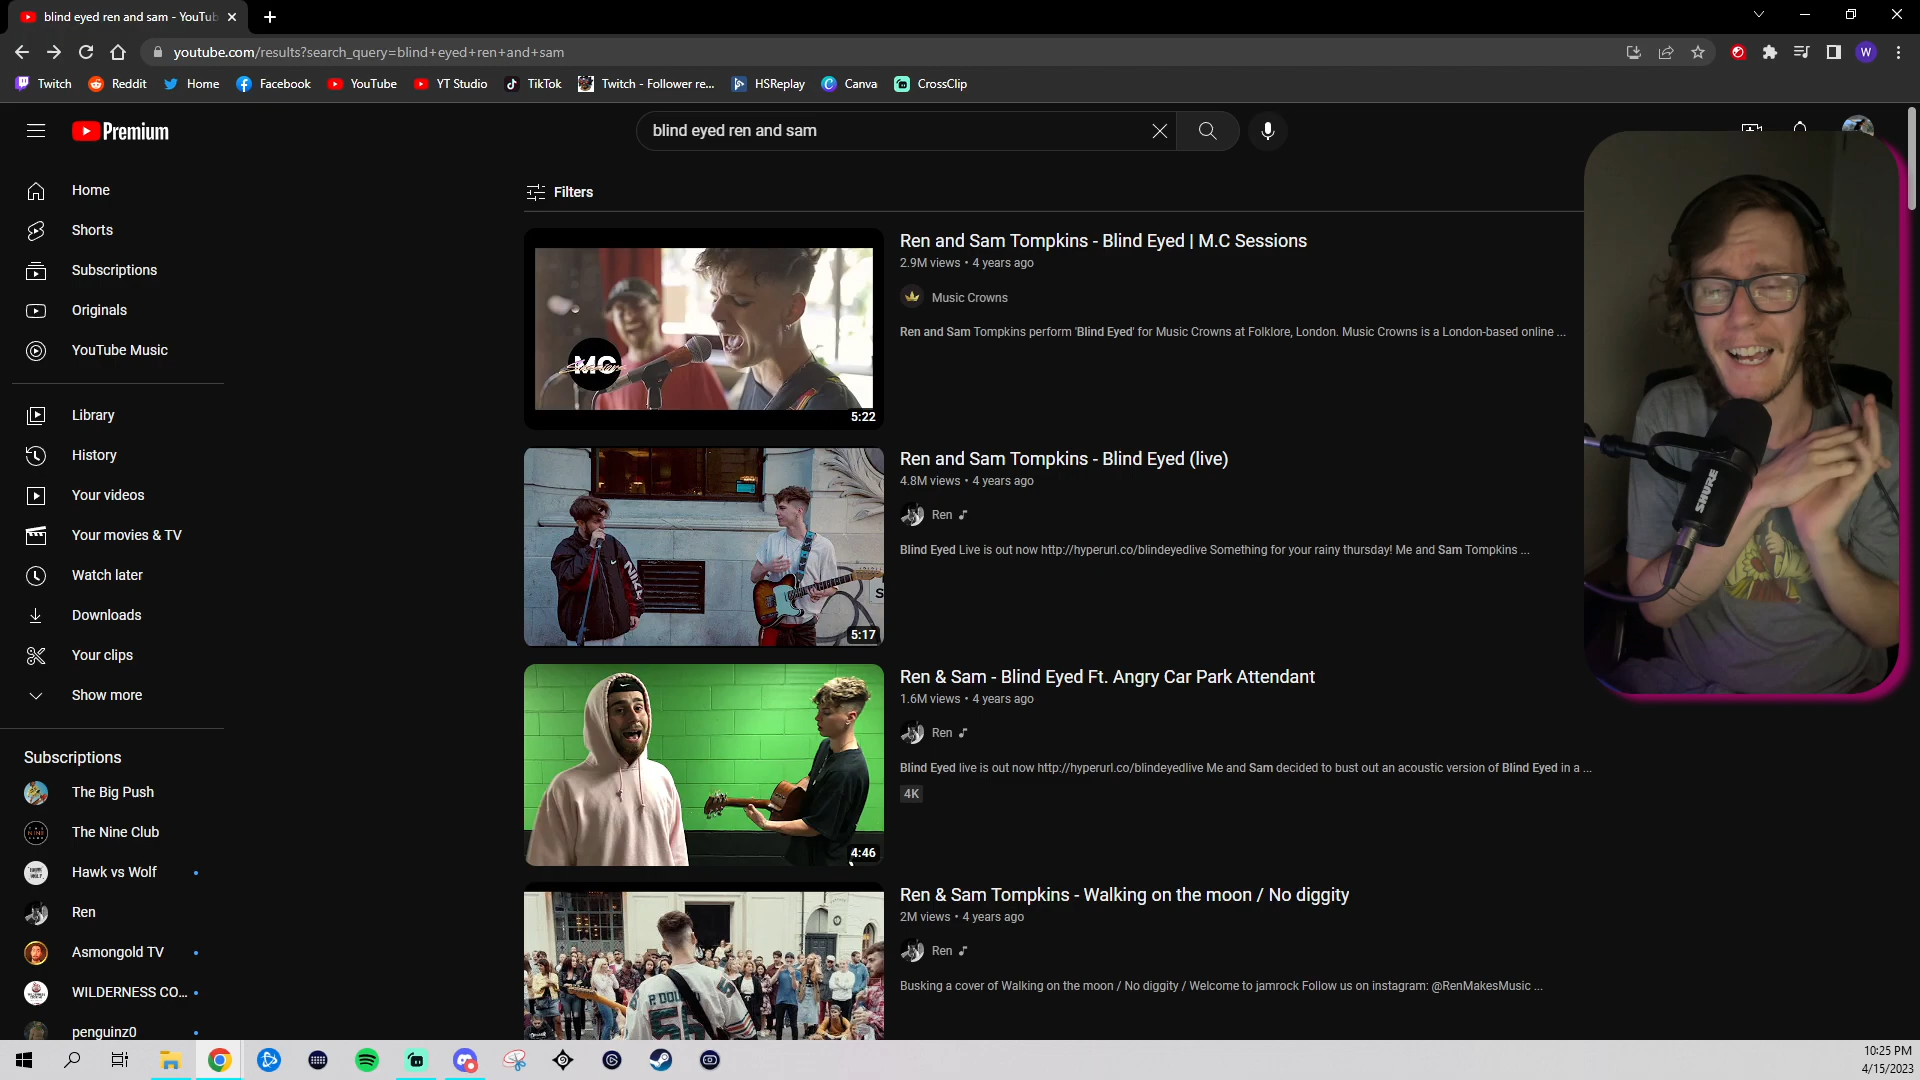 blind eyed ren and sam - YouTub
youtube.com/results?search_query=blind+eyed+ren+and+sam
W
Twitch
Reddit
Home
Facebook
YouTube
YT Studio
TikTok
Twitch - Follower re...
HSReplay
Canva
CrossClip
Premium
blind eyed ren and sam
Home
Shorts
Subscriptions
Originals
YouTube Music
Library
History
Your videos
Your movies & TV
Watch later
Downloads
Your clips
Show more
Subscriptions
The Big Push
The Nine Club
Hawk vs Wolf
Ren
Asmongold TV
WILDERNESS CO...
penguinz0
Filters
MC
5:22
Ren and Sam Tompkins - Blind Eyed | M.C Sessions
2.9M views • 4 years ago
Music Crowns
Ren and Sam Tompkins perform 'Blind Eyed' for Music Crowns at Folklore, London. Music Crowns is a London-based online ...
NIKE
5:17
Ren and Sam Tompkins - Blind Eyed (live)
4.8M views • 4 years ago
Ren
Blind Eyed Live is out now http://hyperurl.co/blindeyedlive Something for your rainy thursday! Me and Sam Tompkins ...
4:46
Ren & Sam - Blind Eyed Ft. Angry Car Park Attendant
1.6M views • 4 years ago
Ren
Blind Eyed live is out now http://hyperurl.co/blindeyedlive Me and Sam decided to bust out an acoustic version of Blind Eyed in a ...
4K
55
Ren & Sam Tompkins - Walking on the moon / No diggity
2M views • 4 years ago
Ren
Busking a cover of Walking on the moon / No diggity / Welcome to jamrock Follow us on instagram: @RenMakesMusic ...
SHURE
10:25 PM
4/15/2023